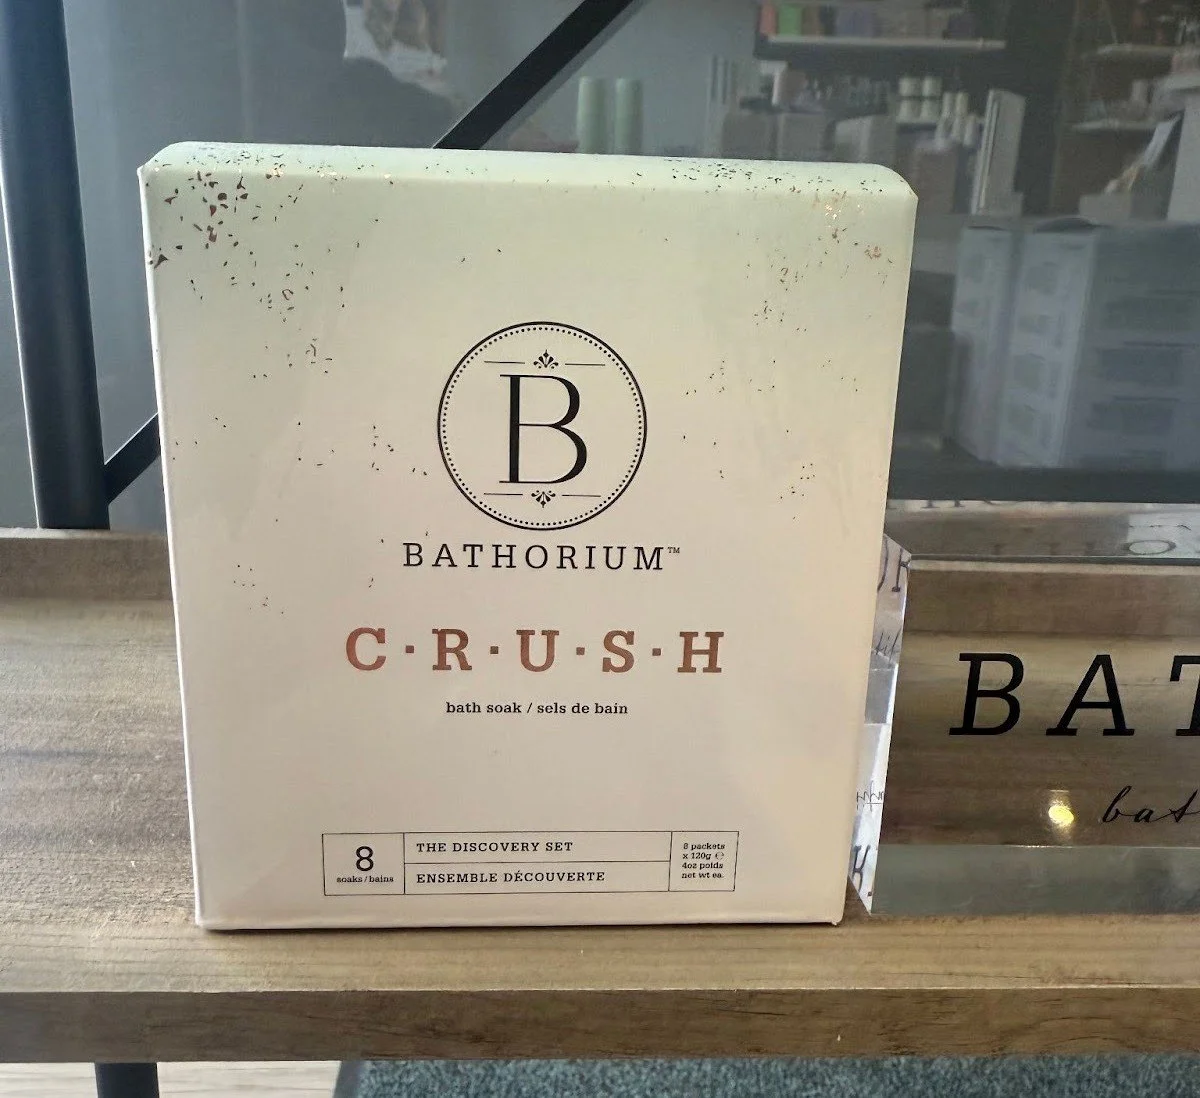 B
BATHORIUM™
C·R·U·S·H
bath soak / sels de bain
8
soaks / bains
THE DISCOVERY SET
ENSEMBLE DÉCOUVERTE
8 packets
x 120g ℮
4oz poids
net wt ea.
BAT
bat